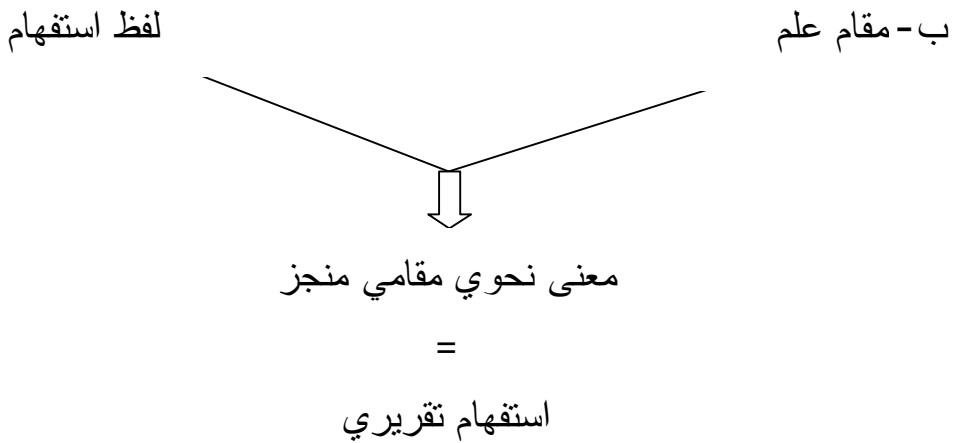 ب - مقام علم
لفظ استفهام
معنى نحوي مقامي منجز
=
استفهام تقريري